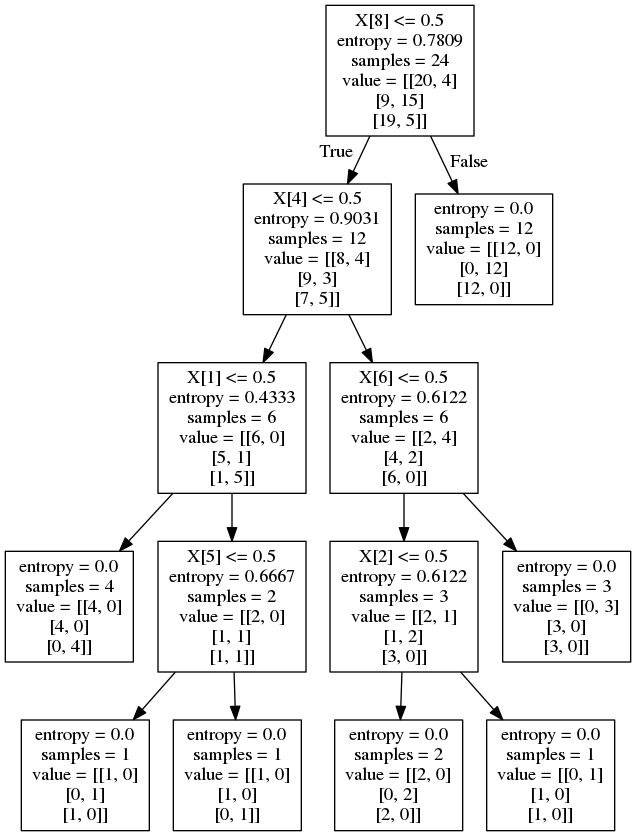 X[8] <= 0.5
entropy = 0.7809
samples = 24
value = [[20, 4]
[9, 15]
[19, 5]]
True
False
X[4] <= 0.5
entropy = 0.9031
samples = 12
value = [[8, 4]
[9, 3]
[7, 5]]
entropy = 0.0
samples = 12
value = [[12, 0]
[0, 12]
[12, 0]]
X[1] <= 0.5
entropy = 0.4333
samples = 6
value = [[6, 0]
[5, 1]
[1, 5]]
X[6] <= 0.5
entropy = 0.6122
samples = 6
value = [[2, 4]
[4, 2]
[6, 0]]
entropy = 0.0
samples = 4
value = [[4, 0]
[4, 0]
[0, 4]]
X[5] <= 0.5
entropy = 0.6667
samples = 2
value = [[2, 0]
[1, 1]
[1, 1]]
X[2] <= 0.5
entropy = 0.6122
samples = 3
value = [[2, 1]
[1, 2]
[3, 0]]
entropy = 0.0
samples = 3
value = [[0, 3]
[3, 0]
[3, 0]]
entropy = 0.0
samples = 1
value = [[1, 0]
[0, 1]
[1, 0]]
entropy = 0.0
samples = 1
value = [[1, 0]
[1, 0]
[0, 1]]
entropy = 0.0
samples = 2
value = [[2, 0]
[0, 2]
[2, 0]]
entropy = 0.0
samples = 1
value = [[0, 1]
[1, 0]
[1, 0]]